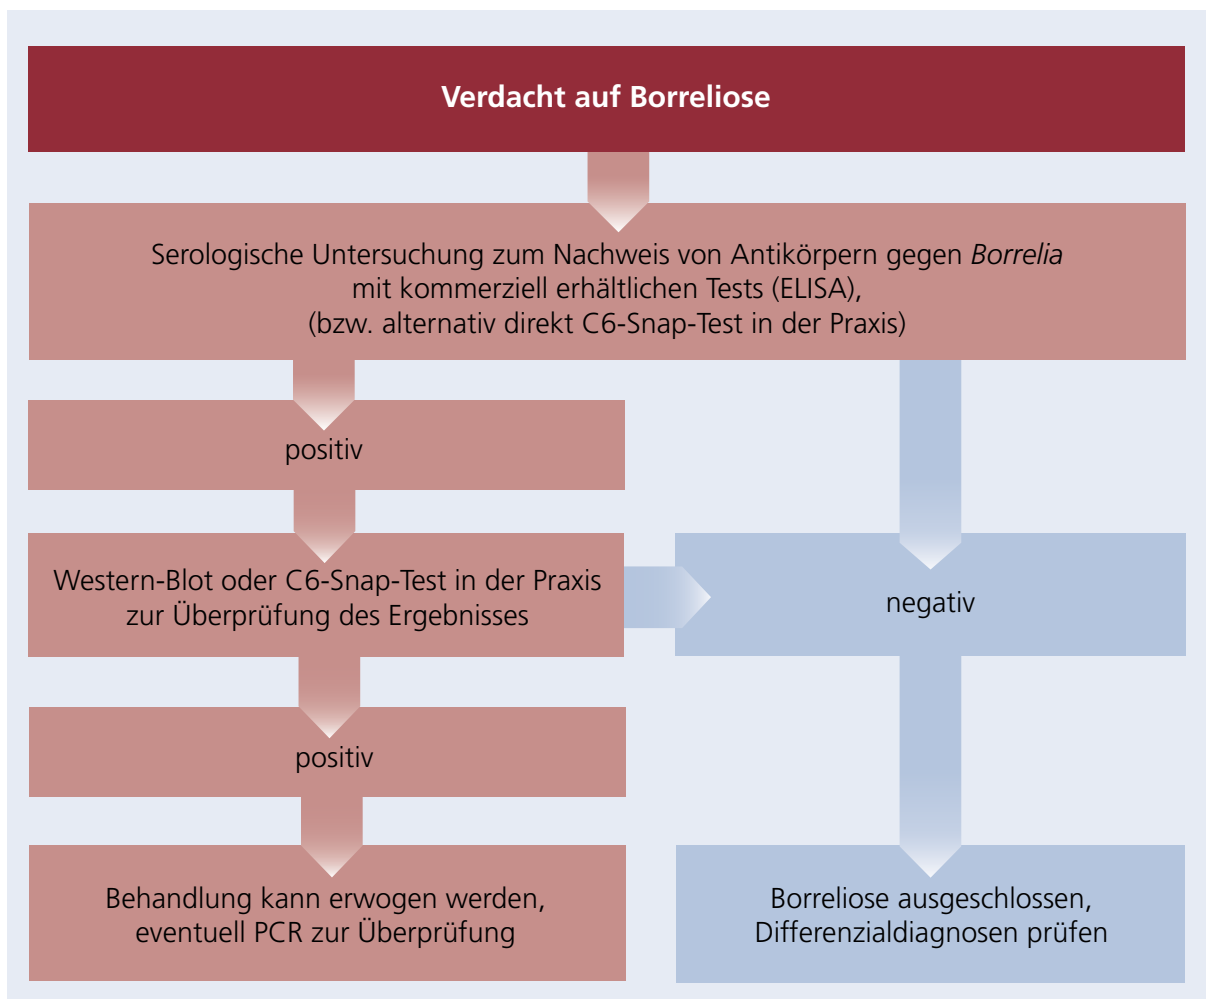 Verdacht auf Borreliose
Serologische Untersuchung zum Nachweis von Antikörpern gegen Borrelia
mit kommerziell erhältlichen Tests (ELISA),
(bzw. alternativ direkt C6-Snap-Test in der Praxis)
positiv
Western-Blot oder C6-Snap-Test in der Praxis
zur Überprüfung des Ergebnisses
negativ
positiv
Behandlung kann erwogen werden,
eventuell PCR zur Überprüfung
Borreliose ausgeschlossen,
Differenzialdiagnosen prüfen